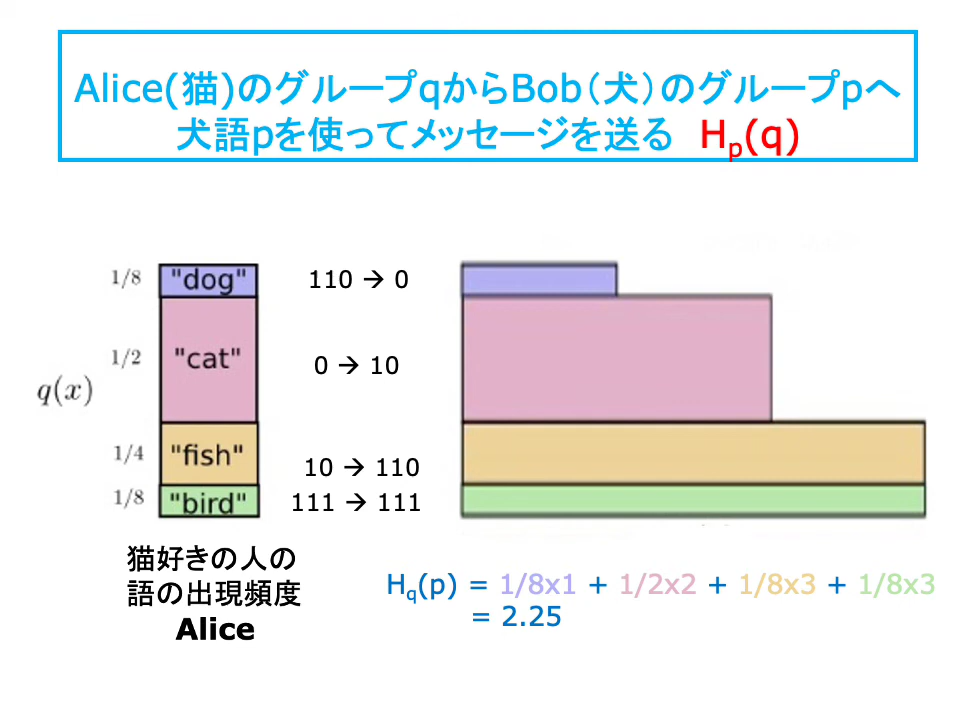 Alice(猫)のグループqからBob（犬）のグループpへ
犬語pを使ってメッセージを送る Hp(q)
1/8 "dog" 110 → 0
1/2 "cat" 0 → 10
q(x)
1/4 "fish" 10 → 110
1/8 "bird" 111 → 111
猫好きの人の
語の出現頻度
Alice
Hq(p) = 1/8x1 + 1/2x2 + 1/8x3 + 1/8x3
= 2.25